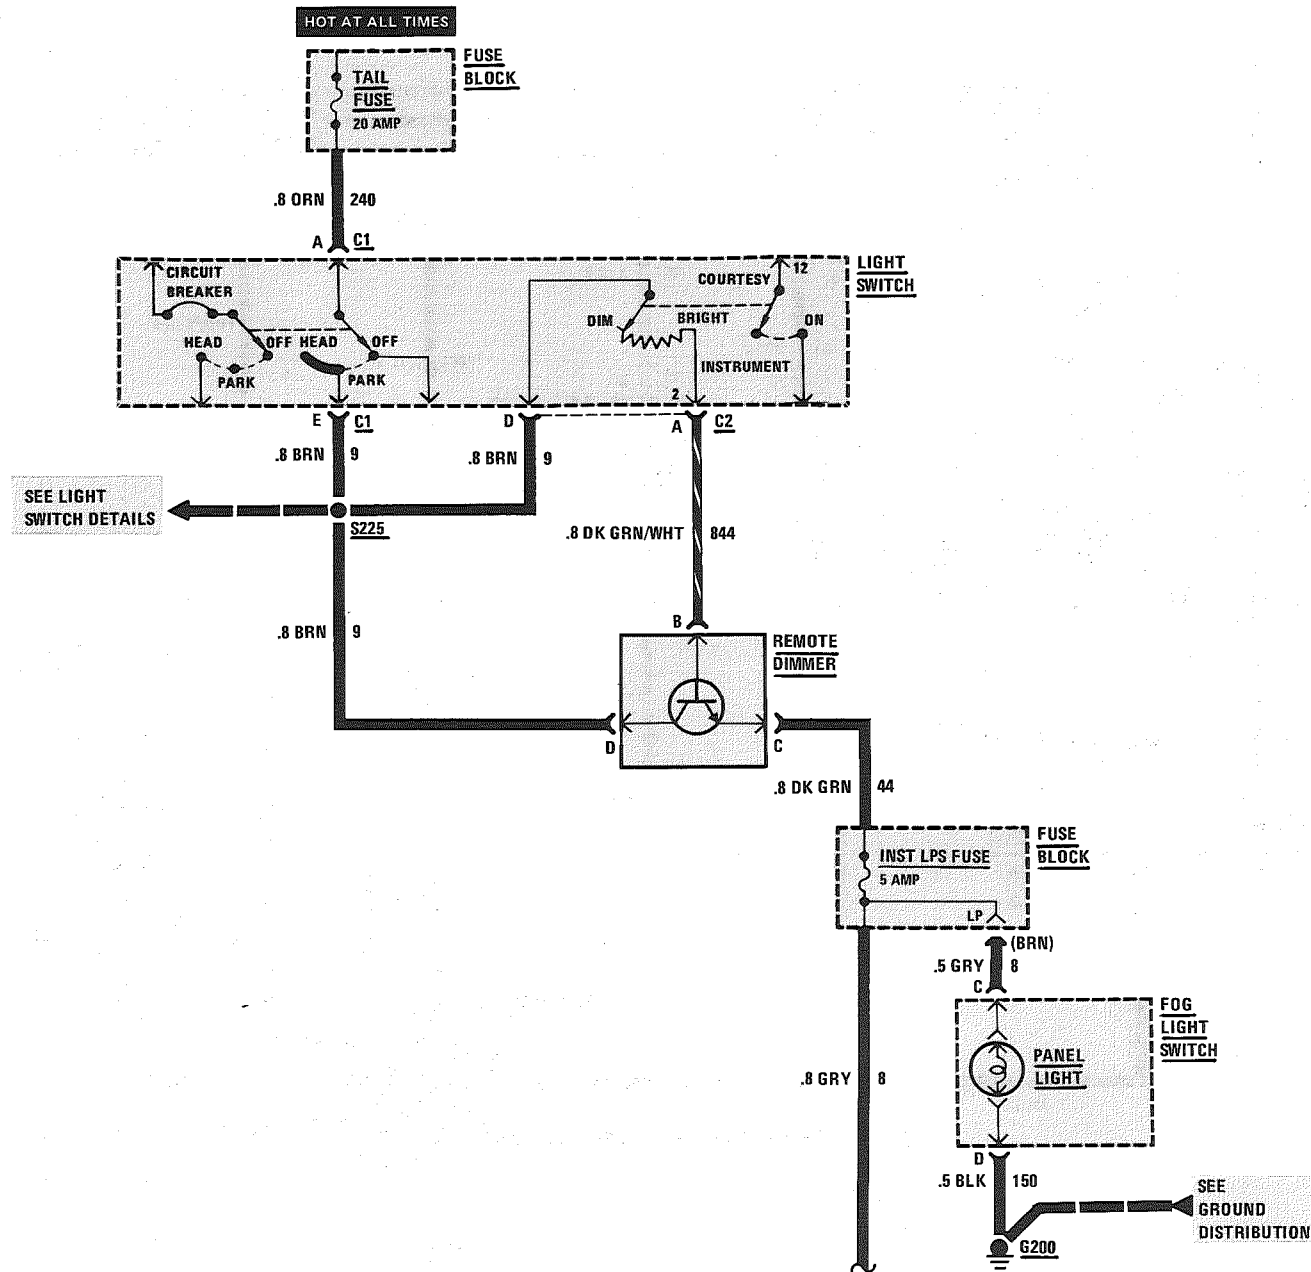 HOT AT ALL TIMES
FUSE
BLOCK
TAIL
FUSE
20 AMP
.8 ORN 240
A C1
LIGHT
SWITCH
CIRCUIT
BREAKER
COURTESY 12
DIM BRIGHT ON
HEAD OFF HEAD OFF
PARK PARK
INSTRUMENT
2
E C1 D A C2
.8 BRN 9
.8 BRN 9
SEE LIGHT
SWITCH DETAILS
S225
.8 DK GRN/WHT 844
B
.8 BRN 9
REMOTE
DIMMER
D C
.8 DK GRN 44
FUSE
BLOCK
INST LPS FUSE
5 AMP
LP
(BRN)
.5 GRY 8
C
FOG
LIGHT
SWITCH
PANEL
LIGHT
.8 GRY 8
D
.5 BLK 150
SEE
GROUND
DISTRIBUTION
G200